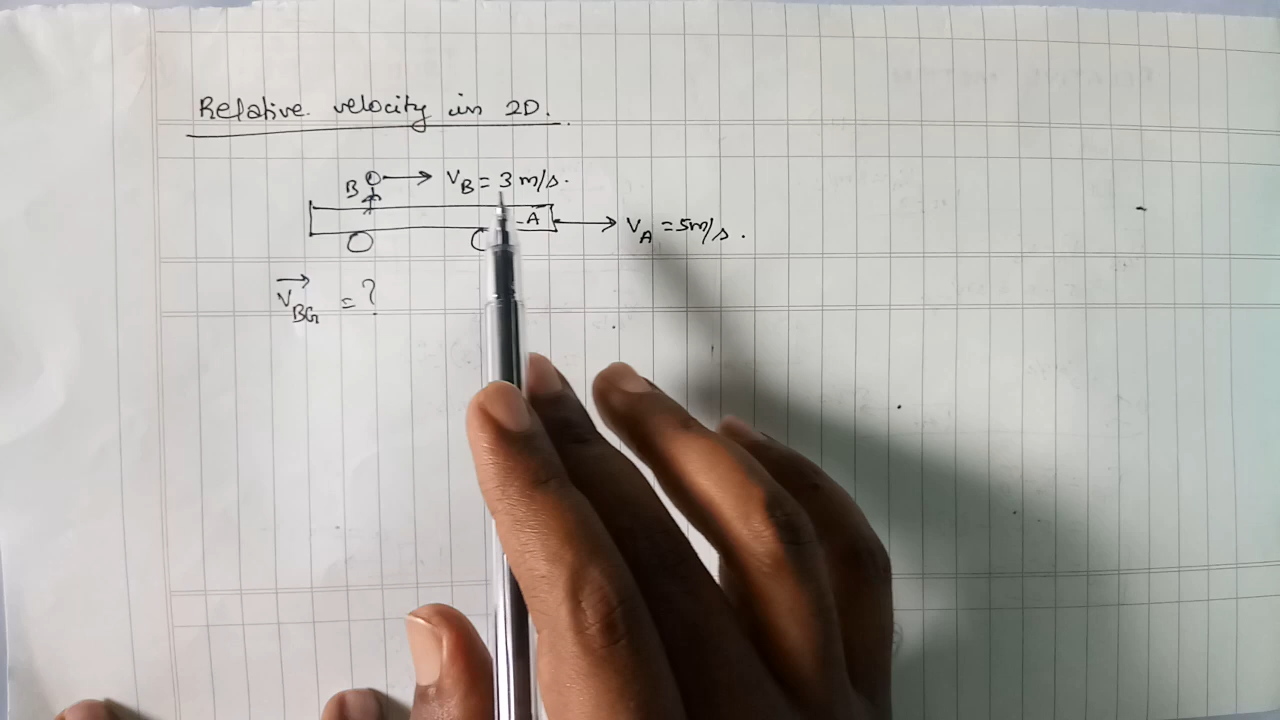 Relative velocity in 2D.
B V_B = 3 m/s.
A V_A = 5m/s.
V_BG = ?